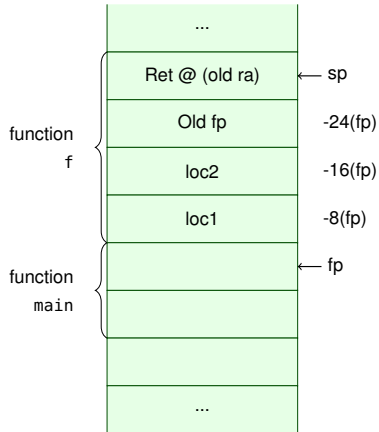 ...
Ret @ (old ra)
sp
Old fp
-24(fp)
function
f
loc2
-16(fp)
loc1
-8(fp)
function
main
fp
...